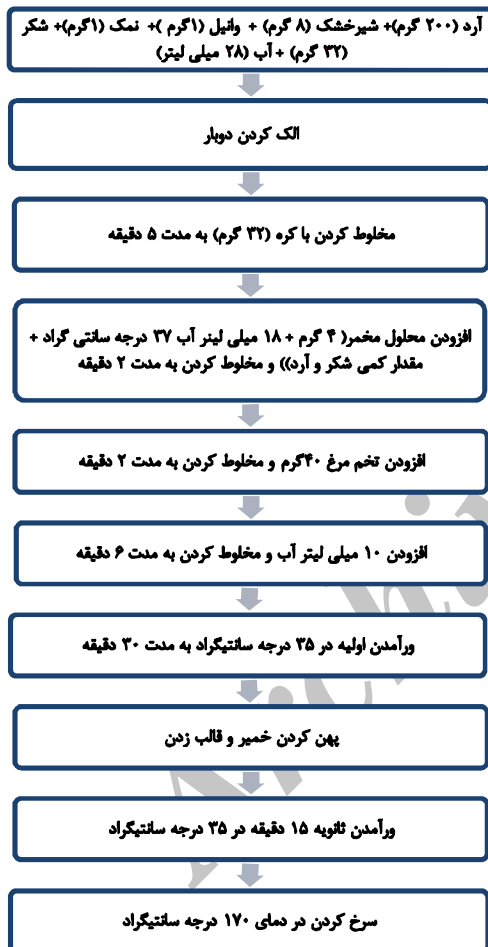 آرد (۲۰۰ گرم)+ شیرخشک (۸ گرم) + وانیل (۱گرم )+ نمک (۱گرم)+ شکر
(۳۲ گرم) +آب (۲۸ میلی لیتر)
الک کردن دوبار
مخلوط کردن با کره (۳۲ گرم) به مدت ۵ دقیقه
افزودن محلول مخمر( ۴ گرم + ۱۸ میلی لیتر آب ۳۷ درجه سانتی گراد +
مقدار کمی شکر و آرد)) و مخلوط کردن به مدت ۲ دقیقه
افزودن تخم مرغ ۴۰گرم و مخلوط کردن به مدت ۲ دقیقه
افزودن ۱۰ میلی لیتر آب و مخلوط کردن به مدت ۶ دقیقه
ورآمدن اولیه در ۳۵ درجه سانتیگراد به مدت ۳۰ دقیقه
پهن کردن خمیر و قالب زدن
ورآمدن ثانویه ۱۵ دقیقه در ۳۵ درجه سانتیگراد
سرخ کردن در دمای ۱۷۰ درجه سانتیگراد